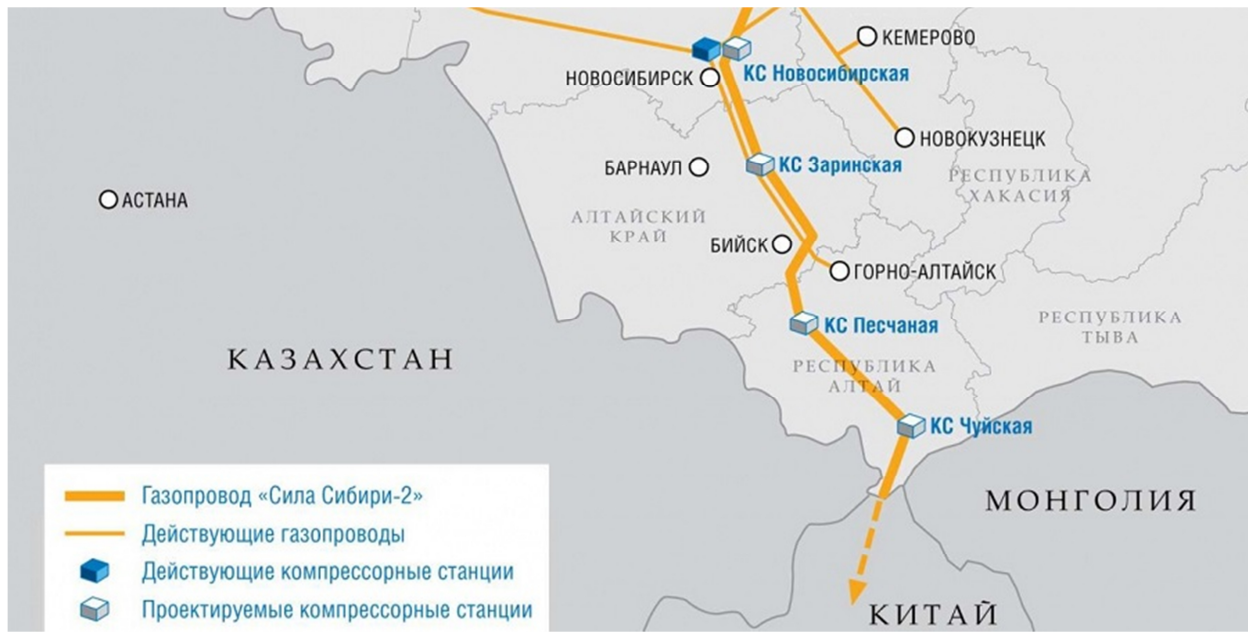 КЕМЕРОВО
КС Новосибирская
НОВОСИБИРСК
НОВОКУЗНЕЦК
БАРНАУЛ
КС Заринская
РЕСПУБЛИКА
ХАКАСИЯ
АСТАНА
АЛТАЙСКИЙ
КРАЙ
БИЙСК
ГОРНО-АЛТАЙСК
КС Песчаная
РЕСПУБЛИКА
ТЫВА
КАЗАХСТАН
РЕСПУБЛИКА
АЛТАЙ
КС Чуйская
МОНГОЛИЯ
КИТАЙ
Газопровод «Сила Сибири-2»
Действующие газопроводы
Действующие компрессорные станции
Проектируемые компрессорные станции